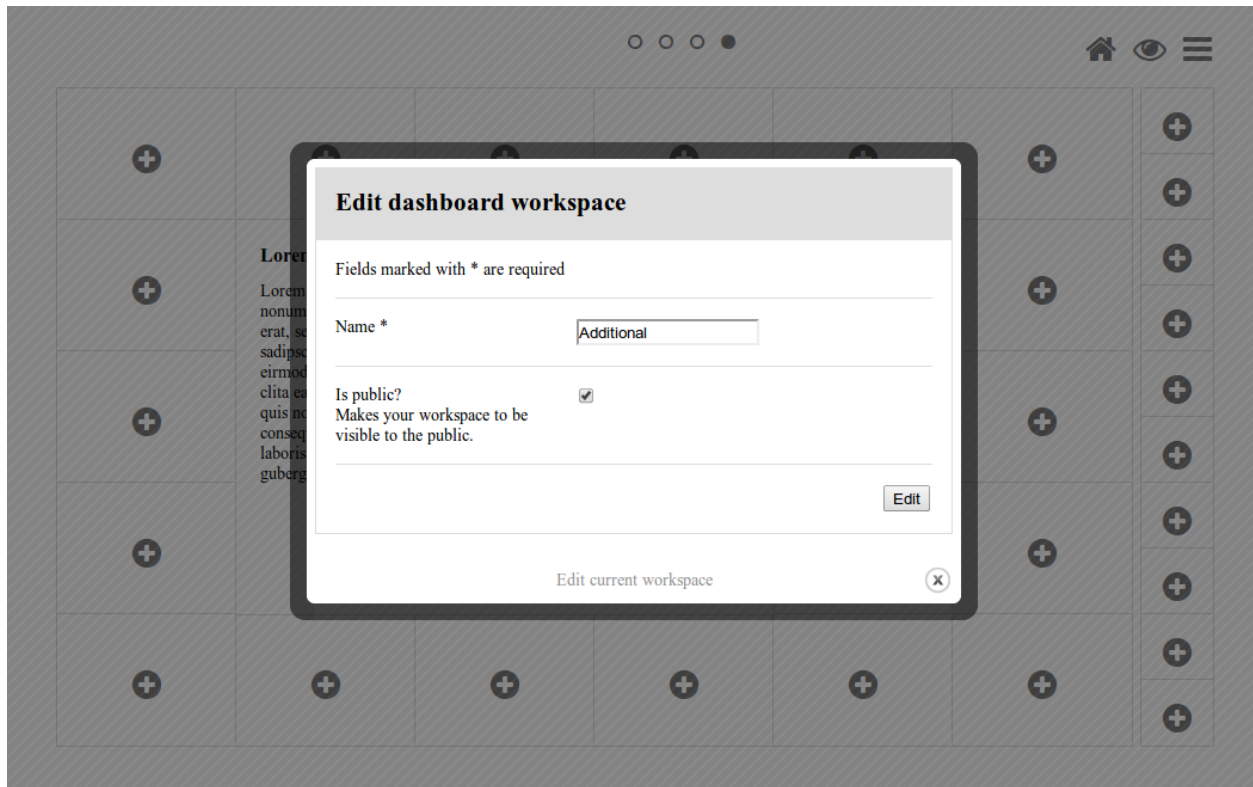 Edit dashboard workspace
Fields marked with * are required
Name *
Additional
Is public?
Makes your workspace to be
visible to the public.
Edit
Edit current workspace
x
Lorem
nonum
erat, se
sadipsc
eirmod
clita ea
quis no
conseq
laboris
guberg